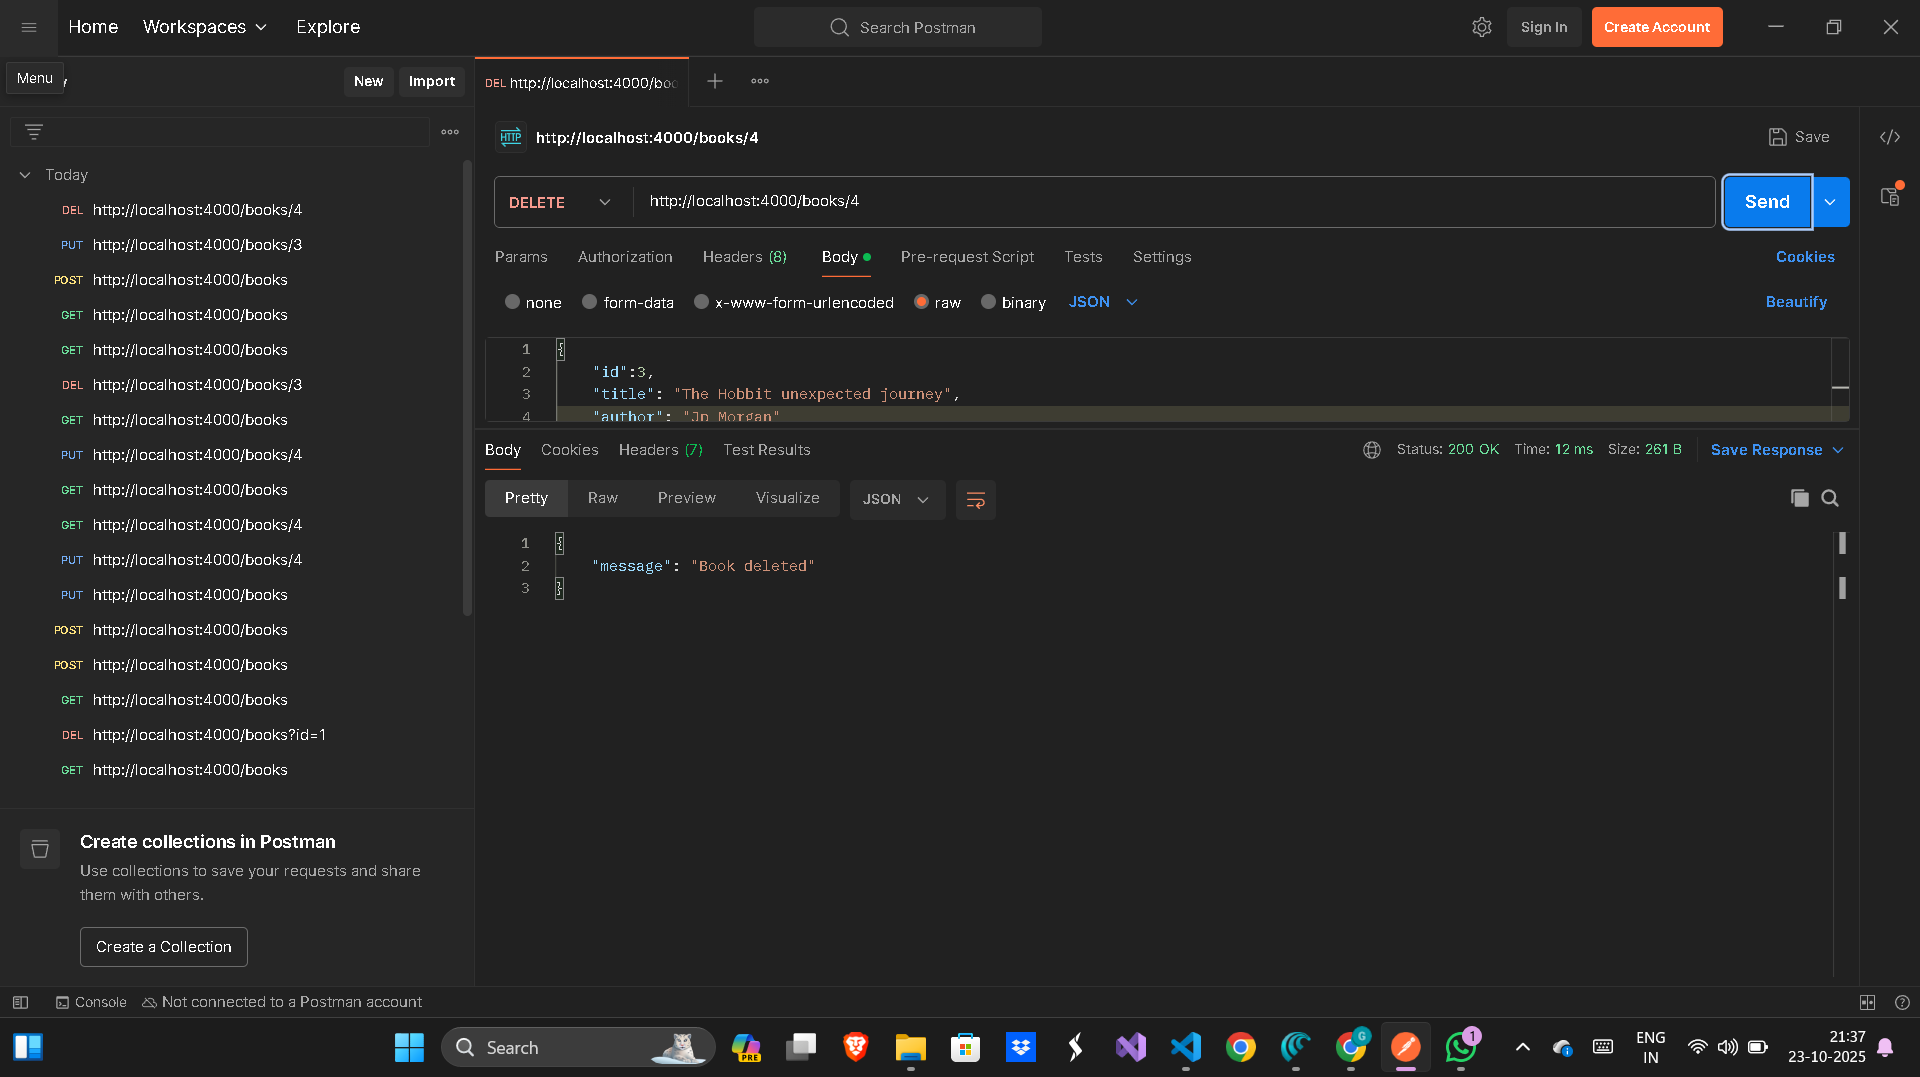 Home Workspaces Explore
Search Postman
Sign In Create Account
Menu y New Import
DEL http://localhost:4000/boo
http://localhost:4000/books/4
Save
DELETE http://localhost:4000/books/4
Send
Params Authorization Headers (8) Body Pre-request Script Tests Settings Cookies
none form-data x-www-form-urlencoded raw binary JSON Beautify
1 {
2 "id":3,
3 "title": "The Hobbit unexpected journey",
4 "author": "Jp Morgan"
Body Cookies Headers (7) Test Results
Status: 200 OK Time: 12 ms Size: 261 B Save Response
Pretty Raw Preview Visualize JSON
1 {
2 "message": "Book deleted"
3 }
Today
DEL http://localhost:4000/books/4
PUT http://localhost:4000/books/3
POST http://localhost:4000/books
GET http://localhost:4000/books
GET http://localhost:4000/books
DEL http://localhost:4000/books/3
GET http://localhost:4000/books
PUT http://localhost:4000/books/4
GET http://localhost:4000/books
GET http://localhost:4000/books/4
PUT http://localhost:4000/books/4
PUT http://localhost:4000/books
POST http://localhost:4000/books
POST http://localhost:4000/books
GET http://localhost:4000/books
DEL http://localhost:4000/books?id=1
GET http://localhost:4000/books
Create collections in Postman
Use collections to save your requests and share
them with others.
Create a Collection
Console Not connected to a Postman account
Search
PRE
G
1
ENG
IN
21:37
23-10-2025